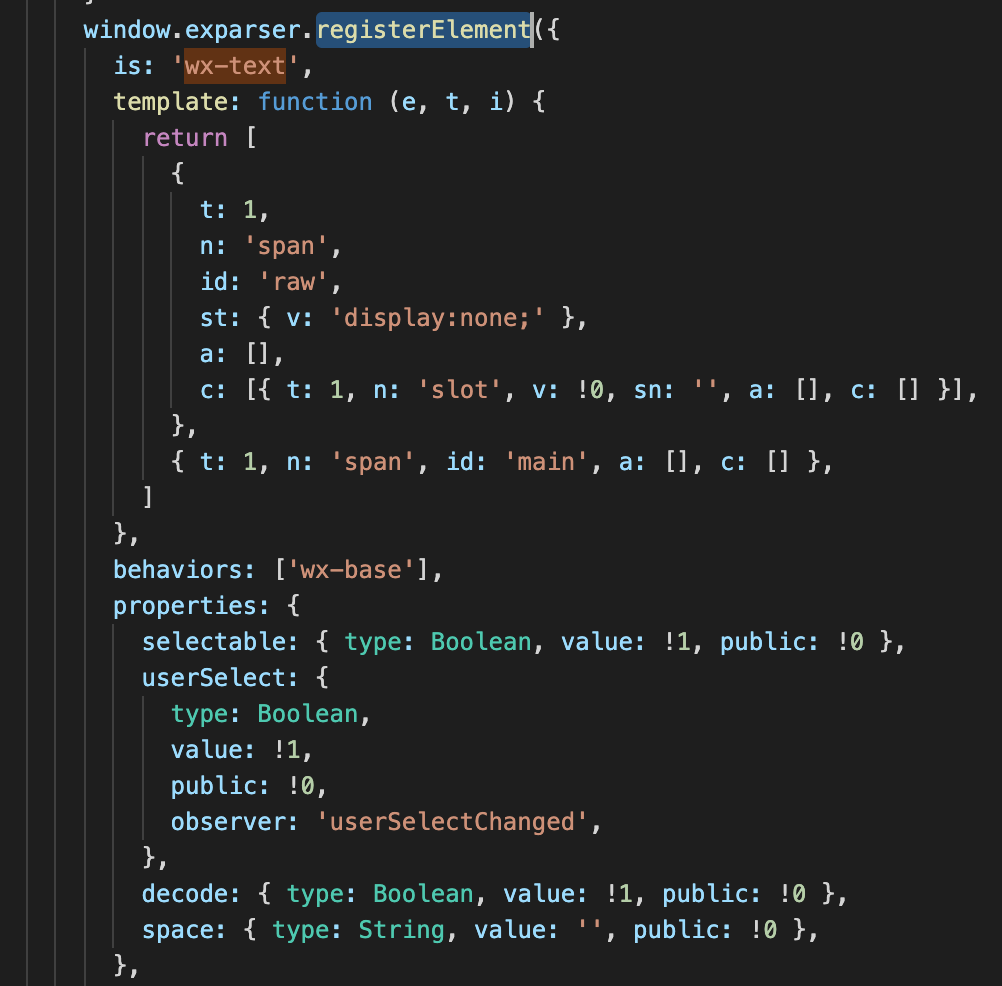 window.exparser.registerElement({
is: 'wx-text',
template: function (e, t, i) {
return [
{
t: 1,
n: 'span',
id: 'raw',
st: { v: 'display:none;' },
a: [],
c: [{ t: 1, n: 'slot', v: !0, sn: '', a: [], c: [] }],
},
{ t: 1, n: 'span', id: 'main', a: [], c: [] },
]
},
behaviors: ['wx-base'],
properties: {
selectable: { type: Boolean, value: !1, public: !0 },
userSelect: {
type: Boolean,
value: !1,
public: !0,
observer: 'userSelectChanged',
},
decode: { type: Boolean, value: !1, public: !0 },
space: { type: String, value: '', public: !0 },
},